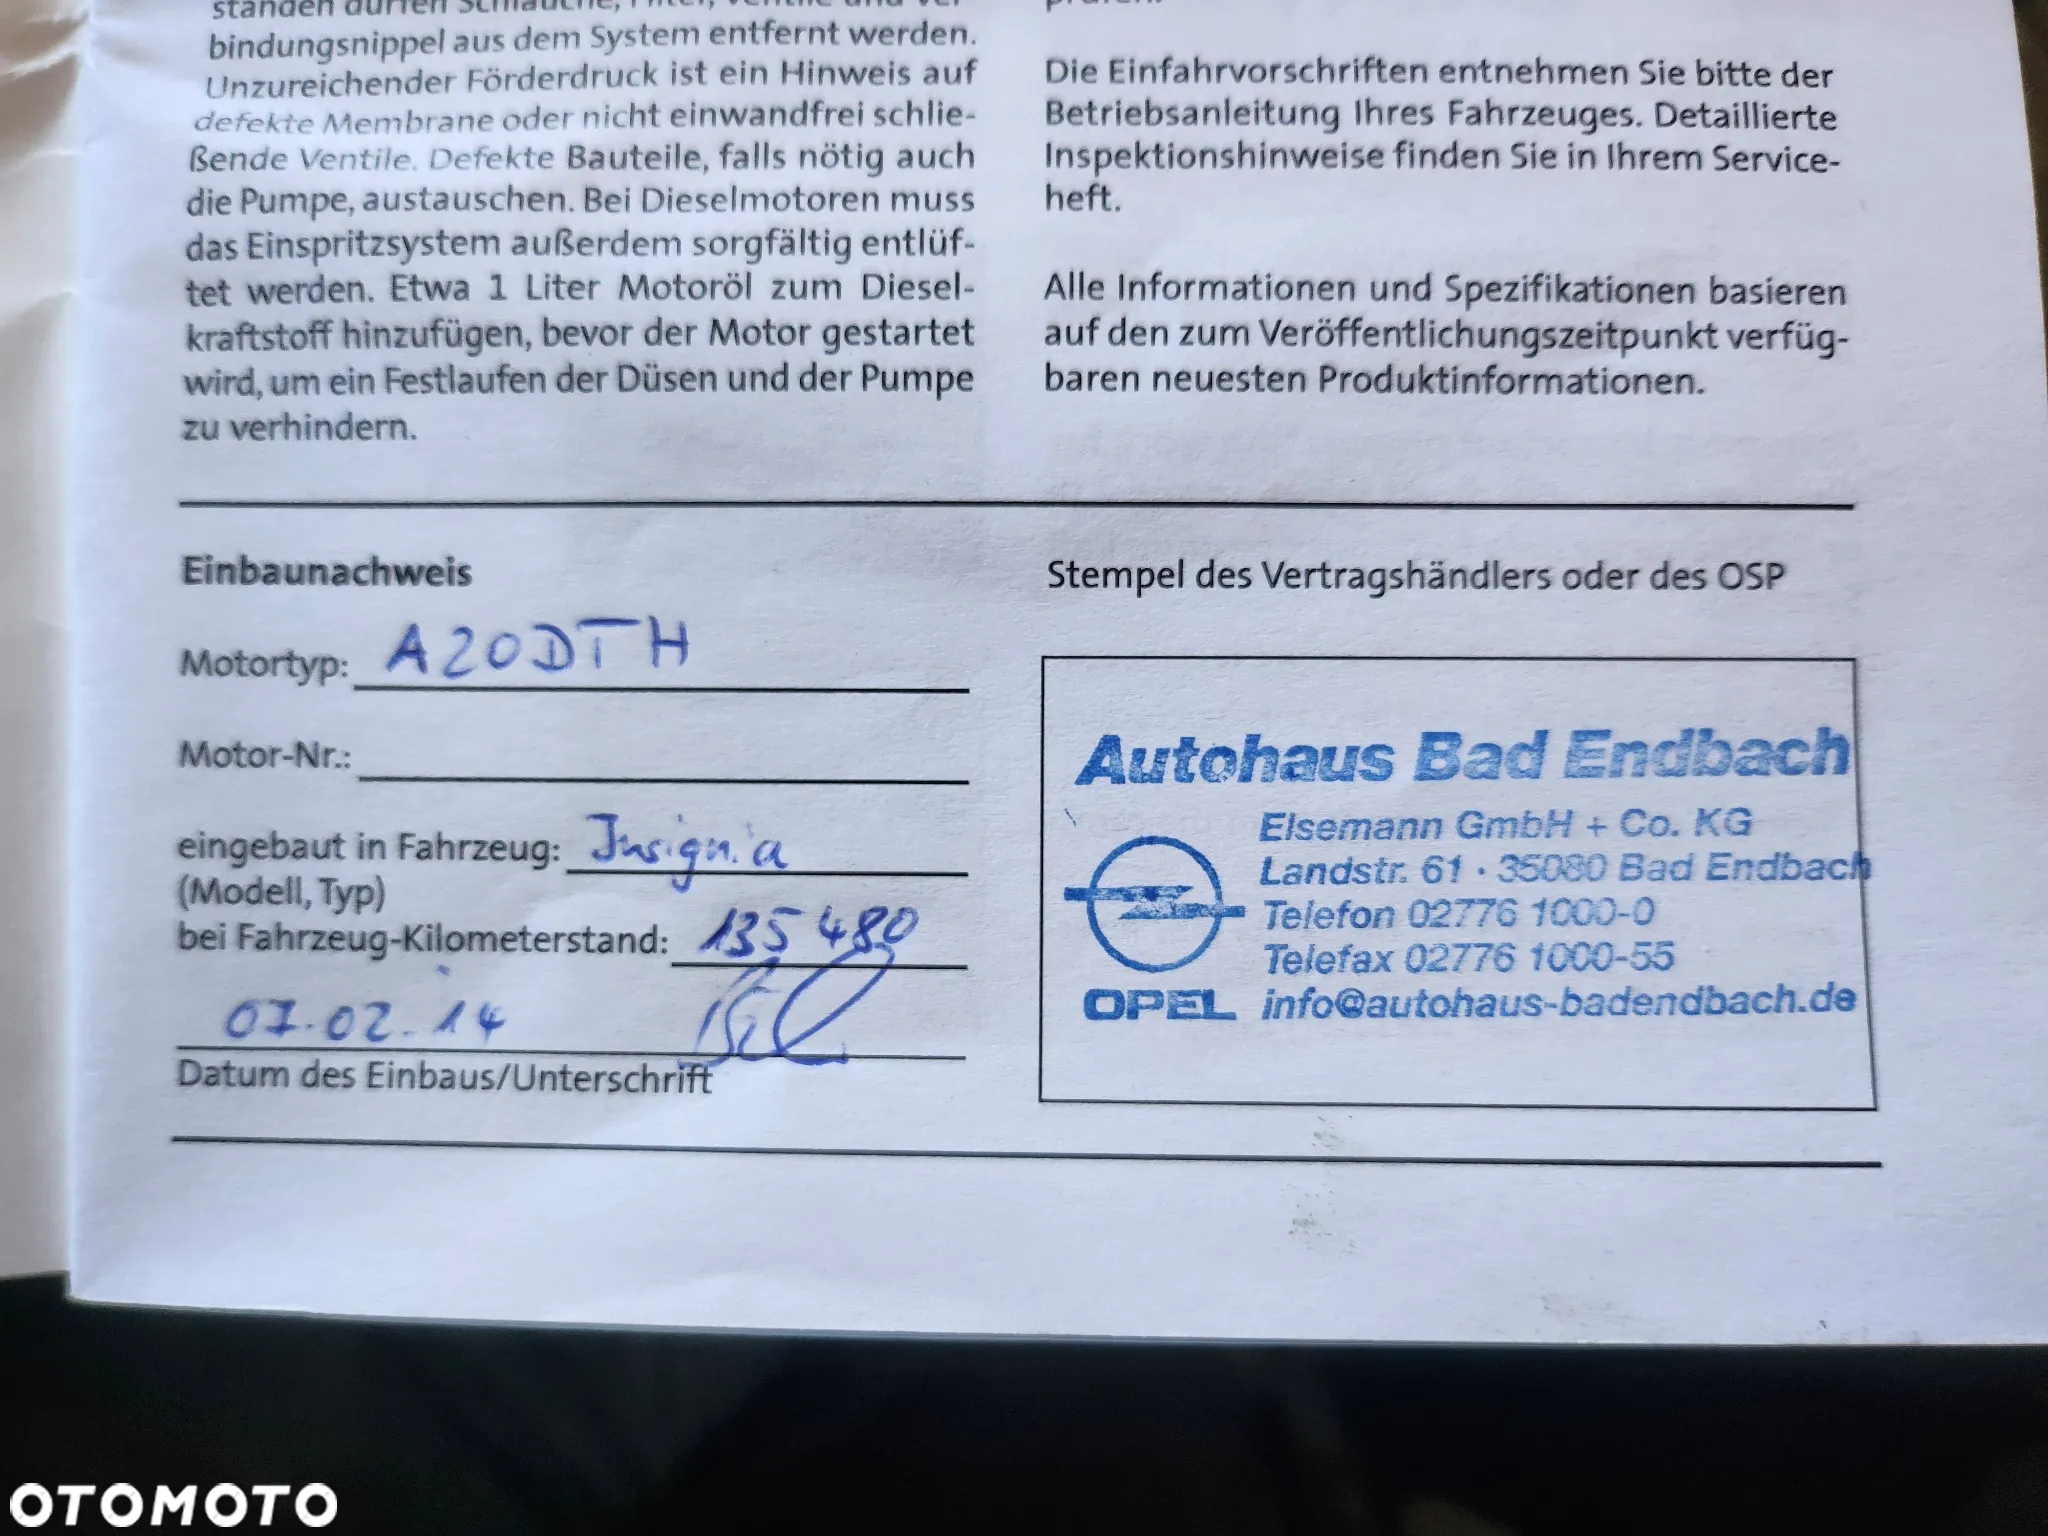 bindungsnippel aus dem System entfernt werden.
Unzureichender Förderdruck ist ein Hinweis auf
defekte Membrane oder nicht einwandfrei schlie-
ßende Ventile. Defekte Bauteile, falls nötig auch
die Pumpe, austauschen. Bei Dieselmotoren muss
das Einspritzsystem außerdem sorgfältig entlüf-
tet werden. Etwa 1 Liter Motoröl zum Diesel-
kraftstoff hinzufügen, bevor der Motor gestartet
wird, um ein Festlaufen der Düsen und der Pumpe
zu verhindern.
Die Einfahrvorschriften entnehmen Sie bitte der
Betriebsanleitung Ihres Fahrzeuges. Detaillierte
Inspektionshinweise finden Sie in Ihrem Service-
heft.
Alle Informationen und Spezifikationen basieren
auf den zum Veröffentlichungszeitpunkt verfüg-
baren neuesten Produktinformationen.
Einbaunachweis
Motortyp: A20DTH
Motor-Nr.:
eingebaut in Fahrzeug: Insignia
(Modell, Typ)
bei Fahrzeug-Kilometerstand: 135 480
07.02.14
Datum des Einbaus/Unterschrift
Stempel des Vertragshändlers oder des OSP
Autohaus Bad Endbach
Elsemann GmbH + Co. KG
Landstr. 61 · 35080 Bad Endbach
Telefon 02776 1000-0
Telefax 02776 1000-55
OPEL info@autohaus-badendbach.de
OTOMOTO